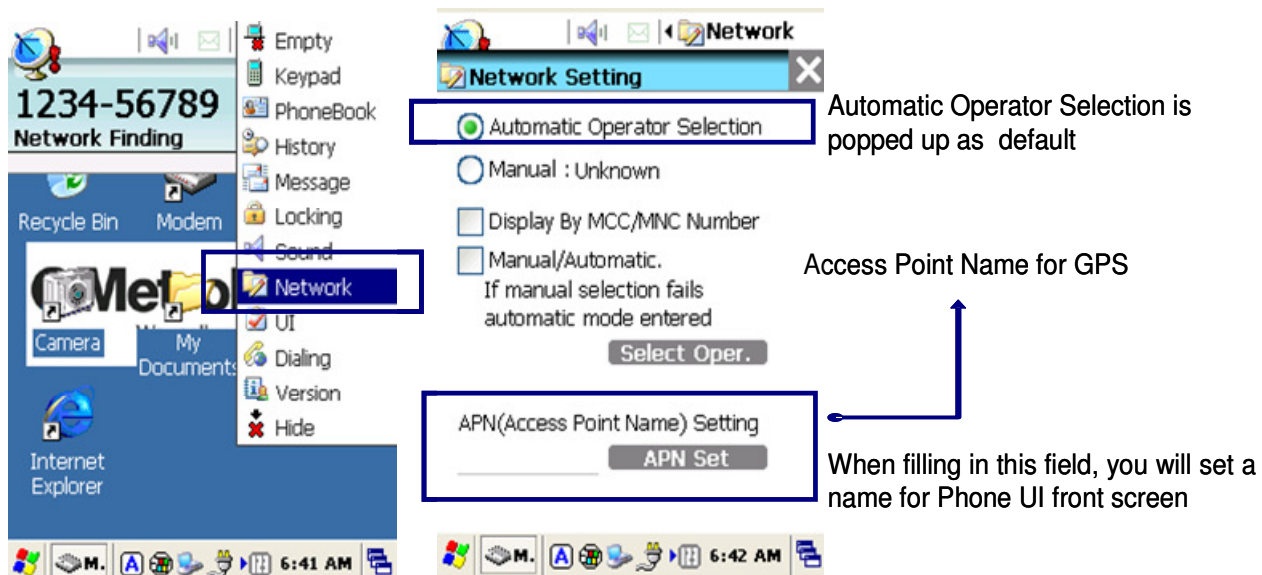 1234-56789
Network Finding
Recycle Bin
Modem
Camera
My
Documents
Internet
Explorer
Empty
Keypad
PhoneBook
History
Message
Locking
Sound
Network
UI
Dialing
Version
Hide
M.
A
6:41 AM
Network
Network Setting
Automatic Operator Selection
Manual : Unknown
Display By MCC/MNC Number
Manual/Automatic.
If manual selection fails
automatic mode entered
Select Oper.
APN(Access Point Name) Setting
APN Set
M.
A
6:42 AM
Automatic Operator Selection is
popped up as default
Access Point Name for GPS
When filling in this field, you will set a
name for Phone UI front screen